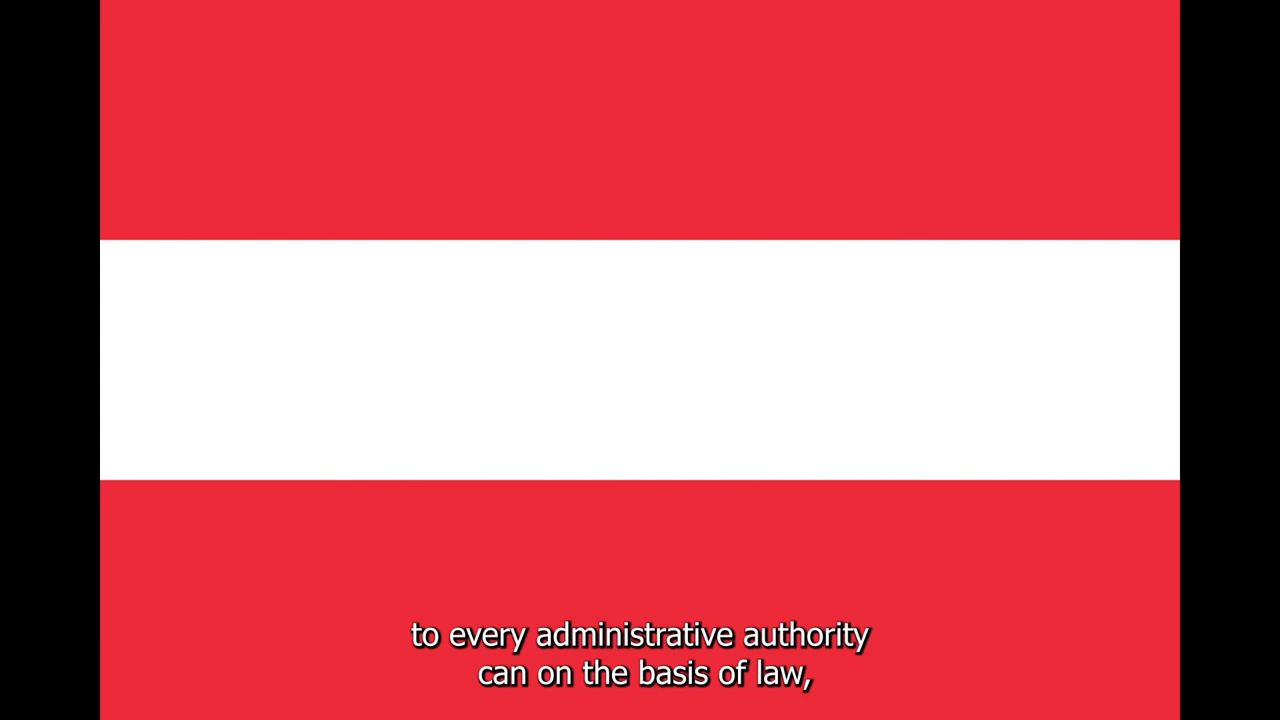 to every administrative authority
can on the basis of law,